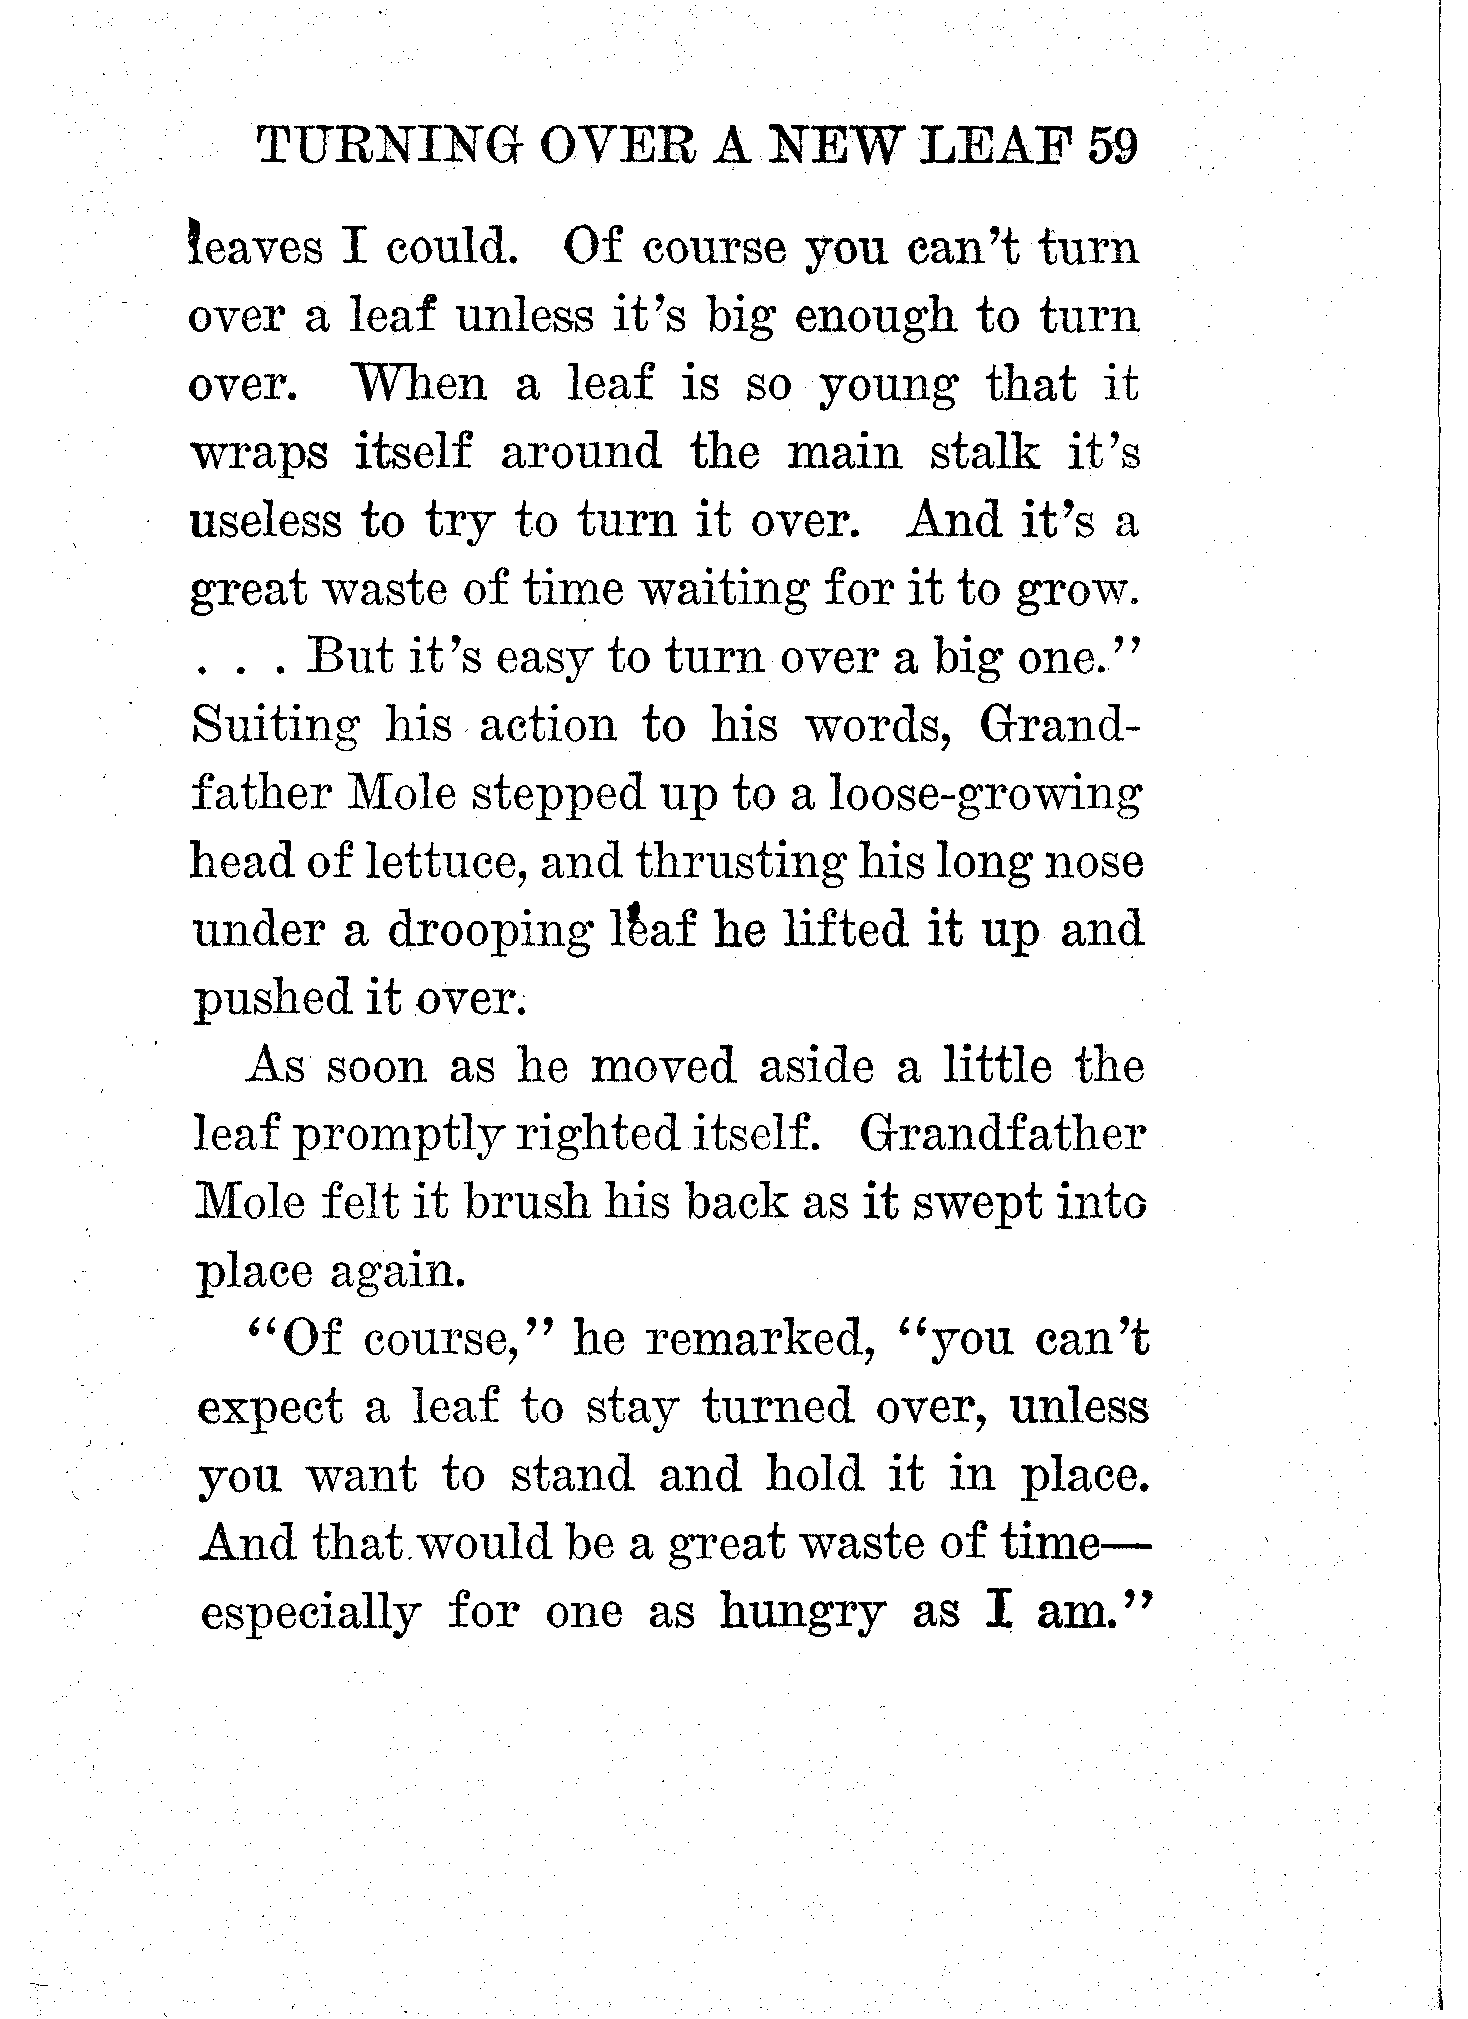 TURNING OVER A NEW LEAF 59
leaves I could. Of course you can't turn
over a leaf unless it's big enough to turn
over. When a leaf is so young that it
wraps itself around the main stalk it's
useless to try to turn it over. And it's a
great waste of time waiting for it to grow.
. . . But it's easy to turn over a big one."
Suiting his action to his words, Grand-
father Mole stepped up to a loose-growing
head of lettuce, and thrusting his long nose
under a drooping leaf he lifted it up and
pushed it over.
As soon as he moved aside a little the
leaf promptly righted itself. Grandfather
Mole felt it brush his back as it swept into
place again.
"Of course," he remarked, "you can't
expect a leaf to stay turned over, unless
you want to stand and hold it in place.
And that would be a great waste of time—
especially for one as hungry as I am."